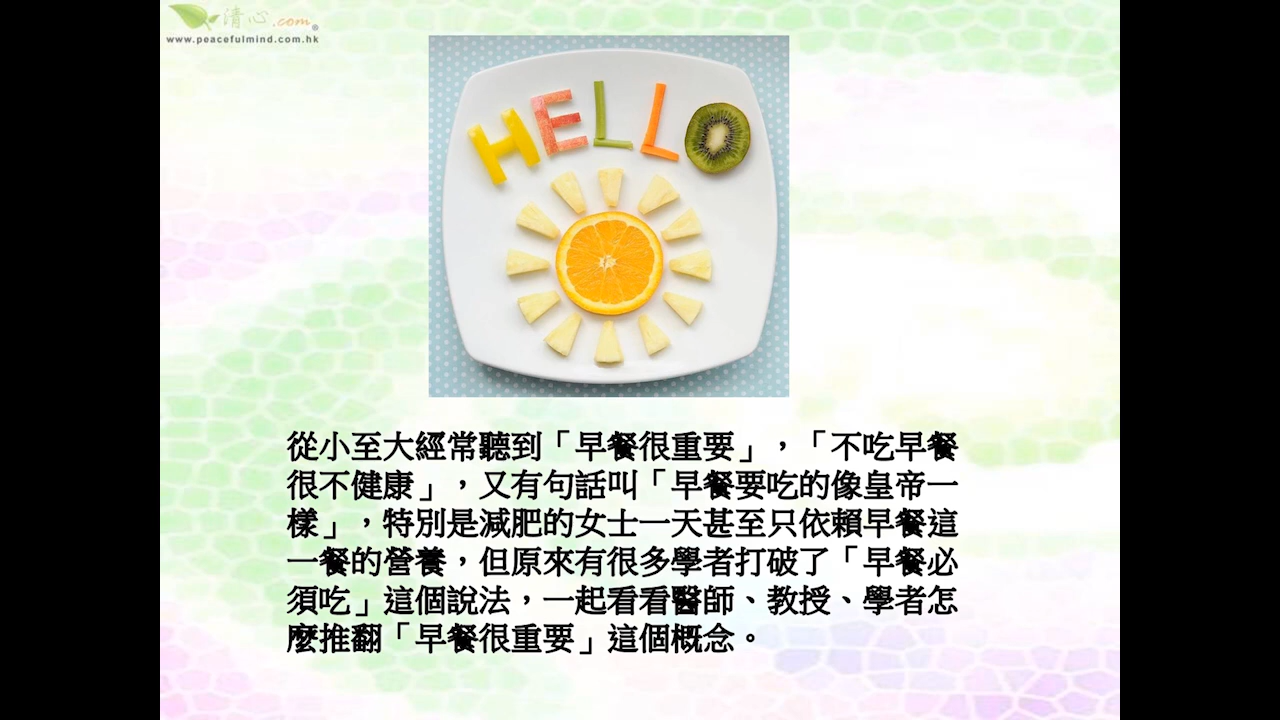 清心.com®
www.peacefulmind.com.hk
HELLO
從小至大經常聽到「早餐很重要」，「不吃早餐
很不健康」，又有句話叫「早餐要吃的像皇帝一
樣」，特別是減肥的女士一天甚至只依賴早餐這
一餐的營養，但原來有很多學者打破了「早餐必
須吃」這個說法，一起看看醫師、教授、學者怎
麼推翻「早餐很重要」這個概念。